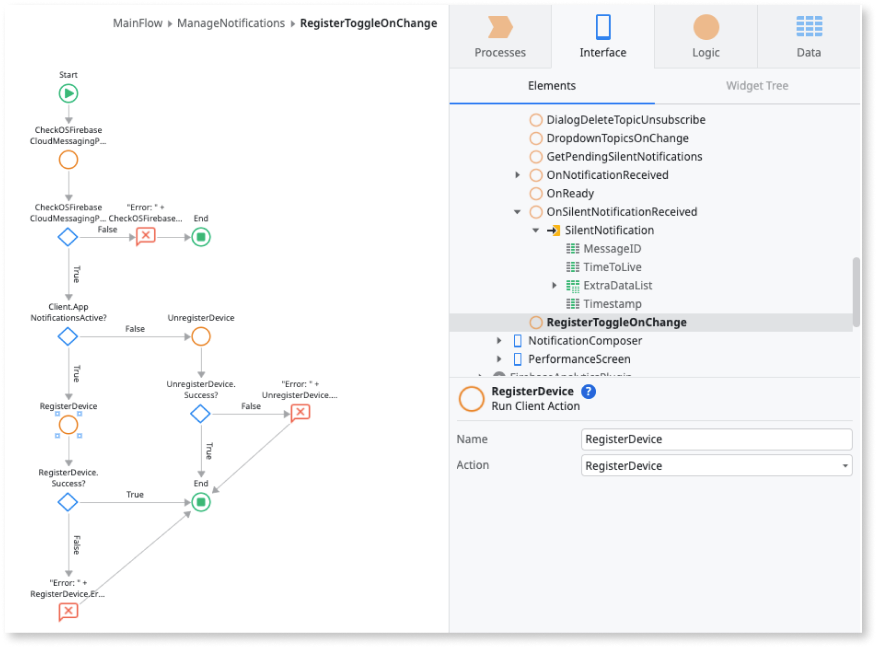 MainFlow ▸ ManageNotifications ▸ RegisterToggleOnChange
Start
CheckOSFirebase
CloudMessagingP...
CheckOSFirebase
CloudMessagingP...
False
"Error: " +
CheckOSFirebase...
End
True
Client.App
NotificationsActive?
False
UnregisterDevice
True
UnregisterDevice.
Success?
False
"Error: " +
UnregisterDevice....
RegisterDevice
True
RegisterDevice.
Success?
True
End
False
"Error: " +
RegisterDevice.Er...
Processes
Interface
Logic
Data
Elements
Widget Tree
DialogDeleteTopicUnsubscribe
DropdownTopicsOnChange
GetPendingSilentNotifications
OnNotificationReceived
OnReady
OnSilentNotificationReceived
SilentNotification
MessageID
TimeToLive
ExtraDataList
Timestamp
RegisterToggleOnChange
NotificationComposer
PerformanceScreen
RegisterDevice ?
Run Client Action
Name RegisterDevice
Action RegisterDevice